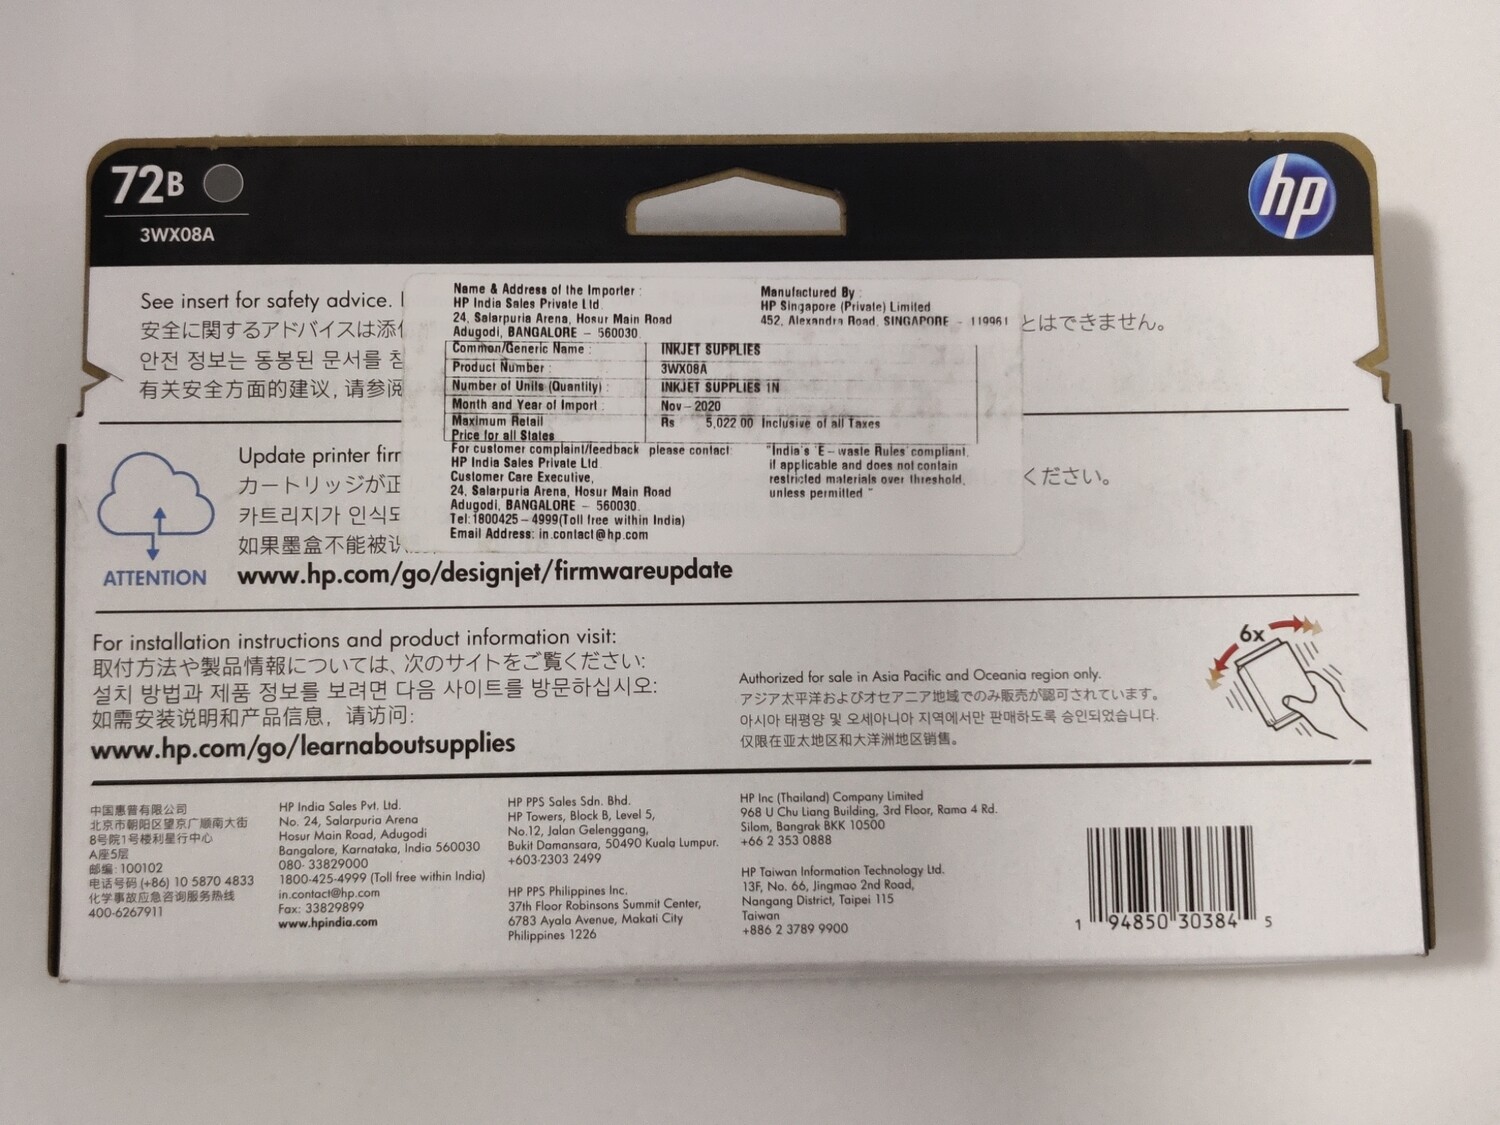 72B
3WX08A
hp
See insert for safety advice.
安全に関するアドバイスは
とはできません。
안전 정보는 동봉된 문서를
有关安全方面的建议, 请参阅
Name & Address of the Importer :
HP India Sales Private Ltd.
24, Salarpuria Arena, Hosur Main Road
Adugodi, BANGALORE – 560030.
Manufactured By :
HP Singapore (Private) Limited
452, Alexandra Road, SINGAPORE - 119961
Common/Generic Name : INKJET SUPPLIES
Product Number : 3WX08A
Number of Units (Quantity) : INKJET SUPPLIES 1N
Month and Year of Import : Nov – 2020
Maximum Retail Rs 5,022.00 Inclusive of all Taxes
Price for all States
For customer complaint/feedback please contact:
HP India Sales Private Ltd.
Customer Care Executive,
24, Salarpuria Arena, Hosur Main Road
Adugodi, BANGALORE – 560030.
Tel:1800425–4999(Toll free within India)
Email Address: in.contact@hp.com
"India's 'E–waste Rules' compliant,
if applicable and does not contain
restricted materials over threshold,
unless permitted "
Update printer
カートリッジが
ください。
카트리지가
如果墨盒不能被
ATTENTION
www.hp.com/go/designjet/firmwareupdate
For installation instructions and product information visit:
取付方法や製品情報については、次のサイトをご覧ください:
설치 방법과 제품 정보를 보려면 다음 사이트를 방문하십시오:
如需安装说明和产品信息，请访问:
www.hp.com/go/learnaboutsupplies
Authorized for sale in Asia Pacific and Oceania region only.
アジア太平洋およびオセアニア地域でのみ販売が認可されています。
아시아 태평양 및 오세아니아 지역에서만 판매하도록 승인되었습니다.
仅限在亚太地区和大洋洲地区销售。
6x
中国惠普有限公司
北京市朝阳区望京广顺南大街
8号院1号楼利星行中心
A座5层
邮编: 100102
电话号码 (+86) 10 5870 4833
化学事故应急咨询服务热线
400-6267911
HP India Sales Pvt. Ltd.
No. 24, Salarpuria Arena
Hosur Main Road, Adugodi
Bangalore, Karnataka, India 560030
080- 33829000
1800-425-4999 (Toll free within India)
in.contact@hp.com
Fax: 33829899
www.hpindia.com
HP PPS Sales Sdn. Bhd.
HP Towers, Block B, Level 5,
No.12, Jalan Gelenggang,
Bukit Damansara, 50490 Kuala Lumpur.
+603-2303 2499
HP PPS Philippines Inc.
37th Floor Robinsons Summit Center,
6783 Ayala Avenue, Makati City
Philippines 1226
HP Inc (Thailand) Company Limited
968 U Chu Liang Building, 3rd Floor, Rama 4 Rd.
Silom, Bangrak BKK 10500
+66 2 353 0888
HP Taiwan Information Technology Ltd.
13F, No. 66, Jingmao 2nd Road,
Nangang District, Taipei 115
Taiwan
+886 2 3789 9900
1 94850 30384 5